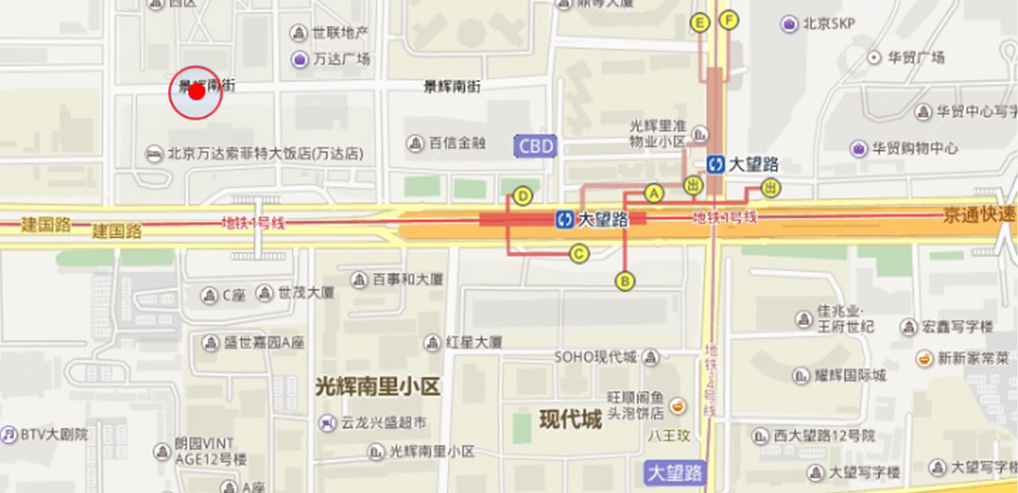 西区
鼎寺大厦
世联地产
万达广场
E
F
北京SKP
华贸广场
景辉南街
景辉南街
百信金融
CBD
光辉里准
物业小区
大望路
华贸中心写字
华贸购物中心
北京万达索菲特大饭店(万达店)
D
A
出
出
建国路
建国路
地铁1号线
大望路
地铁1号线
京通快速
C
B
C座
世茂大厦
百事和大厦
盛世嘉园A座
红星大厦
SOHO现代城
地铁14号线
佳兆业·
王府世纪
宏鑫写字楼
新新家常菜
耀辉国际城
光辉南里小区
现代城
旺顺阁鱼
头泡饼店
八王坟
云龙兴盛超市
BTV大剧院
朗园VINT
AGE12号楼
光辉南里小区
西大望路12号院
大望路
大望写字楼
大望写字楼
A座